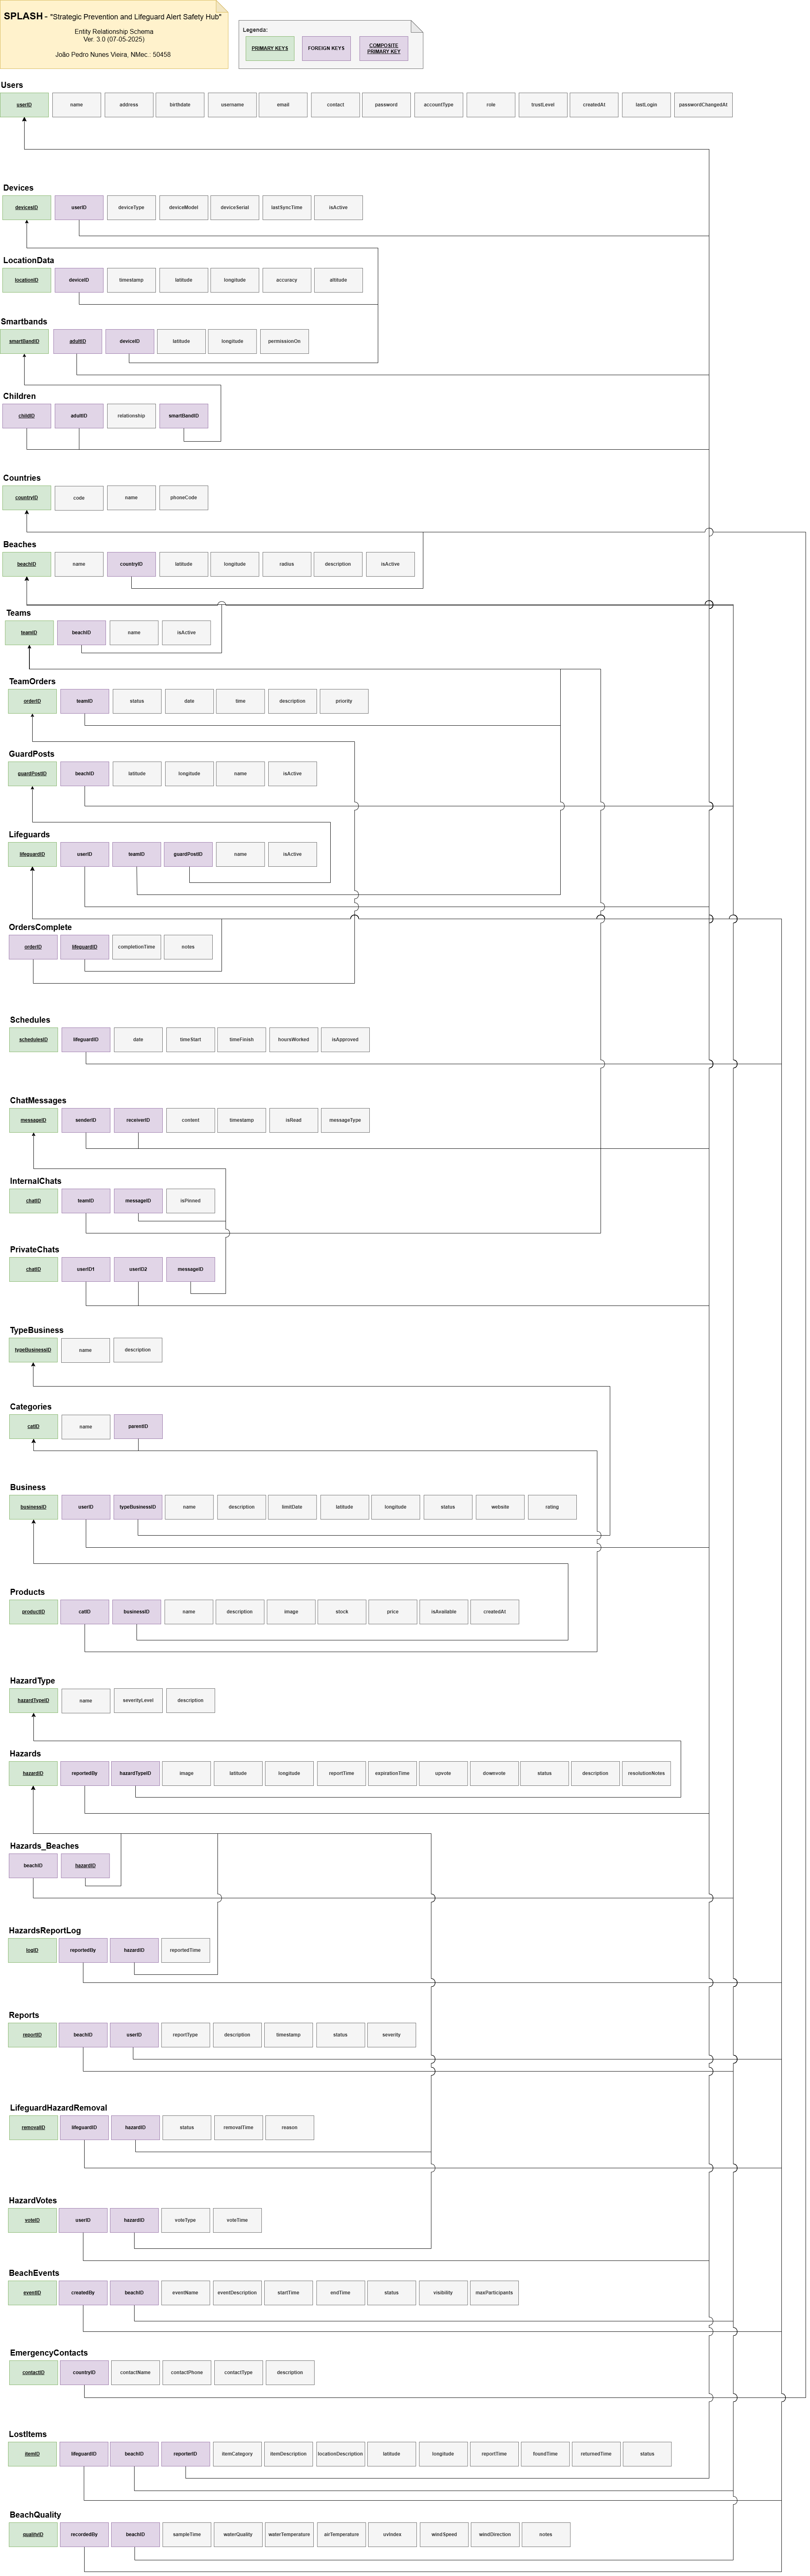 SPLASH - "Strategic Prevention and Lifeguard Alert Safety Hub"
Entity Relationship Schema
Ver. 3.0 (07-05-2025)
João Pedro Nunes Vieira, NMec.: 50458
Legenda:
PRIMARY KEYS FOREIGN KEYS COMPOSITE
PRIMARY KEY
Users
userID name address birthdate username email contact password accountType role trustLevel createdAt lastLogin passwordChangedAt
Devices
devicesID userID deviceType deviceModel deviceSerial lastSyncTime isActive
LocationData
locationID deviceID timestamp latitude longitude accuracy altitude
Smartbands
smartBandID adultID deviceID latitude longitude permissionOn
Children
childID adultID relationship smartBandID
Countries
countryID code name phoneCode
Beaches
beachID name countryID latitude longitude radius description isActive
Teams
teamID beachID name isActive
TeamOrders
orderID teamID status date time description priority
GuardPosts
guardPostID beachID latitude longitude name isActive
Lifeguards
lifeguardID userID teamID guardPostID name isActive
OrdersComplete
orderID lifeguardID completionTime notes
Schedules
schedulesID lifeguardID date timeStart timeFinish hoursWorked isApproved
ChatMessages
messageID senderID receiverID content timestamp isRead messageType
InternalChats
chatID teamID messageID isPinned
PrivateChats
chatID userID1 userID2 messageID
TypeBusiness
typeBusinessID name description
Categories
catID name parentID
Business
businessID userID typeBusinessID name description limitDate latitude longitude status website rating
Products
productID catID businessID name description image stock price isAvailable createdAt
HazardType
hazardTypeID name severityLevel description
Hazards
hazardID reportedBy hazardTypeID image latitude longitude reportTime expirationTime upvote downvote status description resolutionNotes
Hazards_Beaches
beachID hazardID
HazardsReportLog
logID reportedBy hazardID reportedTime
Reports
reportID beachID userID reportType description timestamp status severity
LifeguardHazardRemoval
removalID lifeguardID hazardID status removalTime reason
HazardVotes
voteID userID hazardID voteType voteTime
BeachEvents
eventID createdBy beachID eventName eventDescription startTime endTime status visibility maxParticipants
EmergencyContacts
contactID countryID contactName contactPhone contactType description
LostItems
itemID lifeguardID beachID reporterID itemCategory itemDescription locationDescription latitude longitude reportTime foundTime returnedTime status
BeachQuality
qualityID recordedBy beachID sampleTime waterQuality waterTemperature airTemperature uvIndex windSpeed windDirection notes